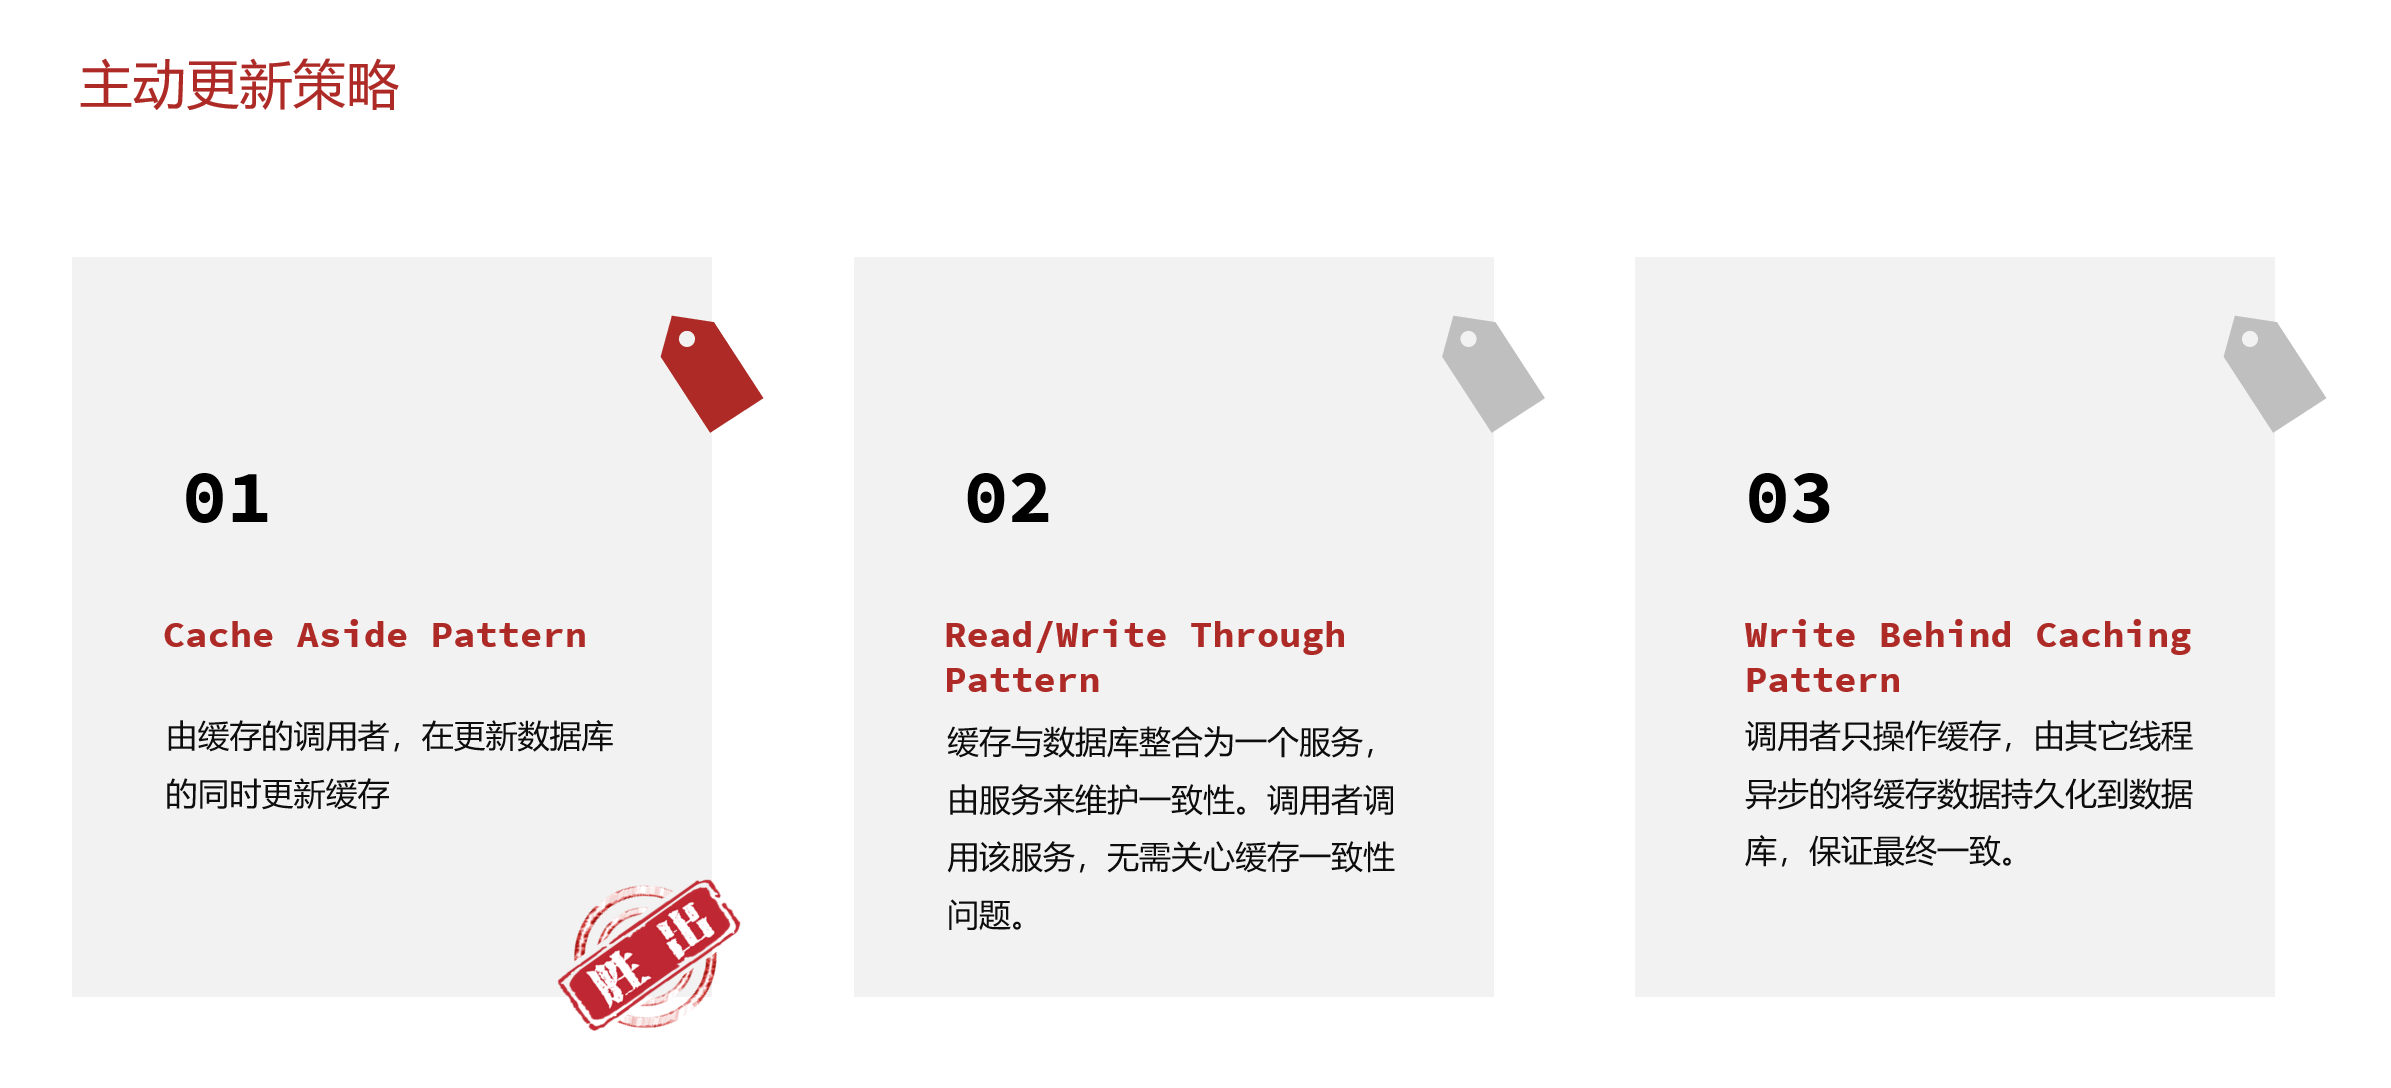 主动更新策略
01
Cache Aside Pattern
由缓存的调用者，在更新数据库
的同时更新缓存
胜出
02
Read/Write Through
Pattern
缓存与数据库整合为一个服务，
由服务来维护一致性。调用者调
用该服务，无需关心缓存一致性
问题。
03
Write Behind Caching
Pattern
调用者只操作缓存，由其它线程
异步的将缓存数据持久化到数据
库，保证最终一致。